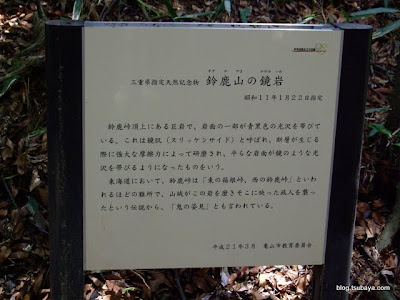 三重県指定天然記念物 鈴鹿山の鏡岩
昭和11年1月22日指定
鈴鹿峠頂上にある巨岩で、岩面の一部が青黒色の光沢を帯びて
いる。これは鏡肌（スリッケンサイド）と呼ばれ、断層が生じる
際に強大な摩擦力によって研磨され、平らな岩面が鏡のような光
沢を帯びるようになったものをいう。
東海道において、鈴鹿峠は「東の箱根峠、西の鈴鹿峠」といわ
れるほどの難所で、山賊がこの岩を磨きそこに映った旅人を襲っ
たという伝説から、「鬼の姿見」とも言われている。
平成21年3月 亀山市教育委員会
blog.tsubaya.com